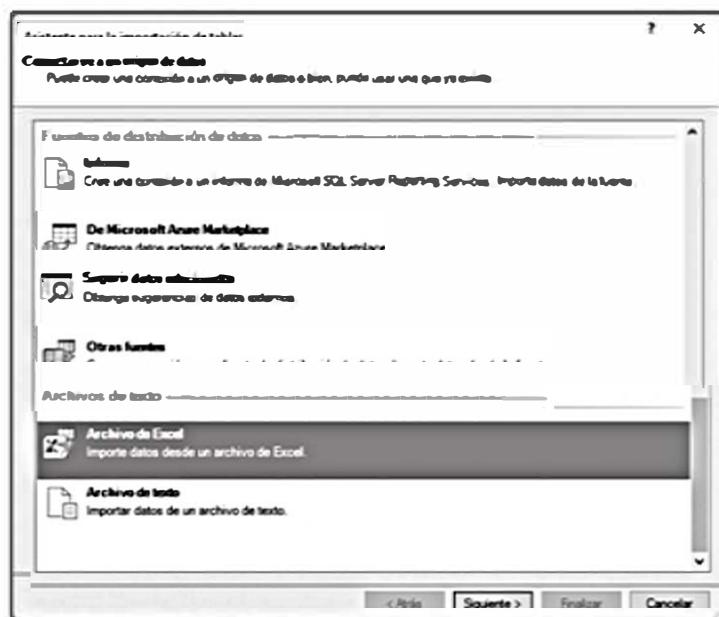 Asistente para la importación de tablas
? ×
Conectarse a un origen de datos
Puede crear una conexión a un origen de datos o bien, puede usar una que ya exista.
Fuentes de distribución de datos
Informe
Cree una conexión a un informe de Microsoft SQL Server Reporting Services. Importe datos de la fuente
De Microsoft Azure Marketplace
Obtenga datos externos de Microsoft Azure Marketplace
Sugerir datos relacionados
Obtenga sugerencias de datos externos.
Otras fuentes
Archivos de texto
Archivo de Excel
Importe datos desde un archivo de Excel.
Archivo de texto
Importar datos de un archivo de texto.
< Atrás Siguiente > Finalizar Cancelar